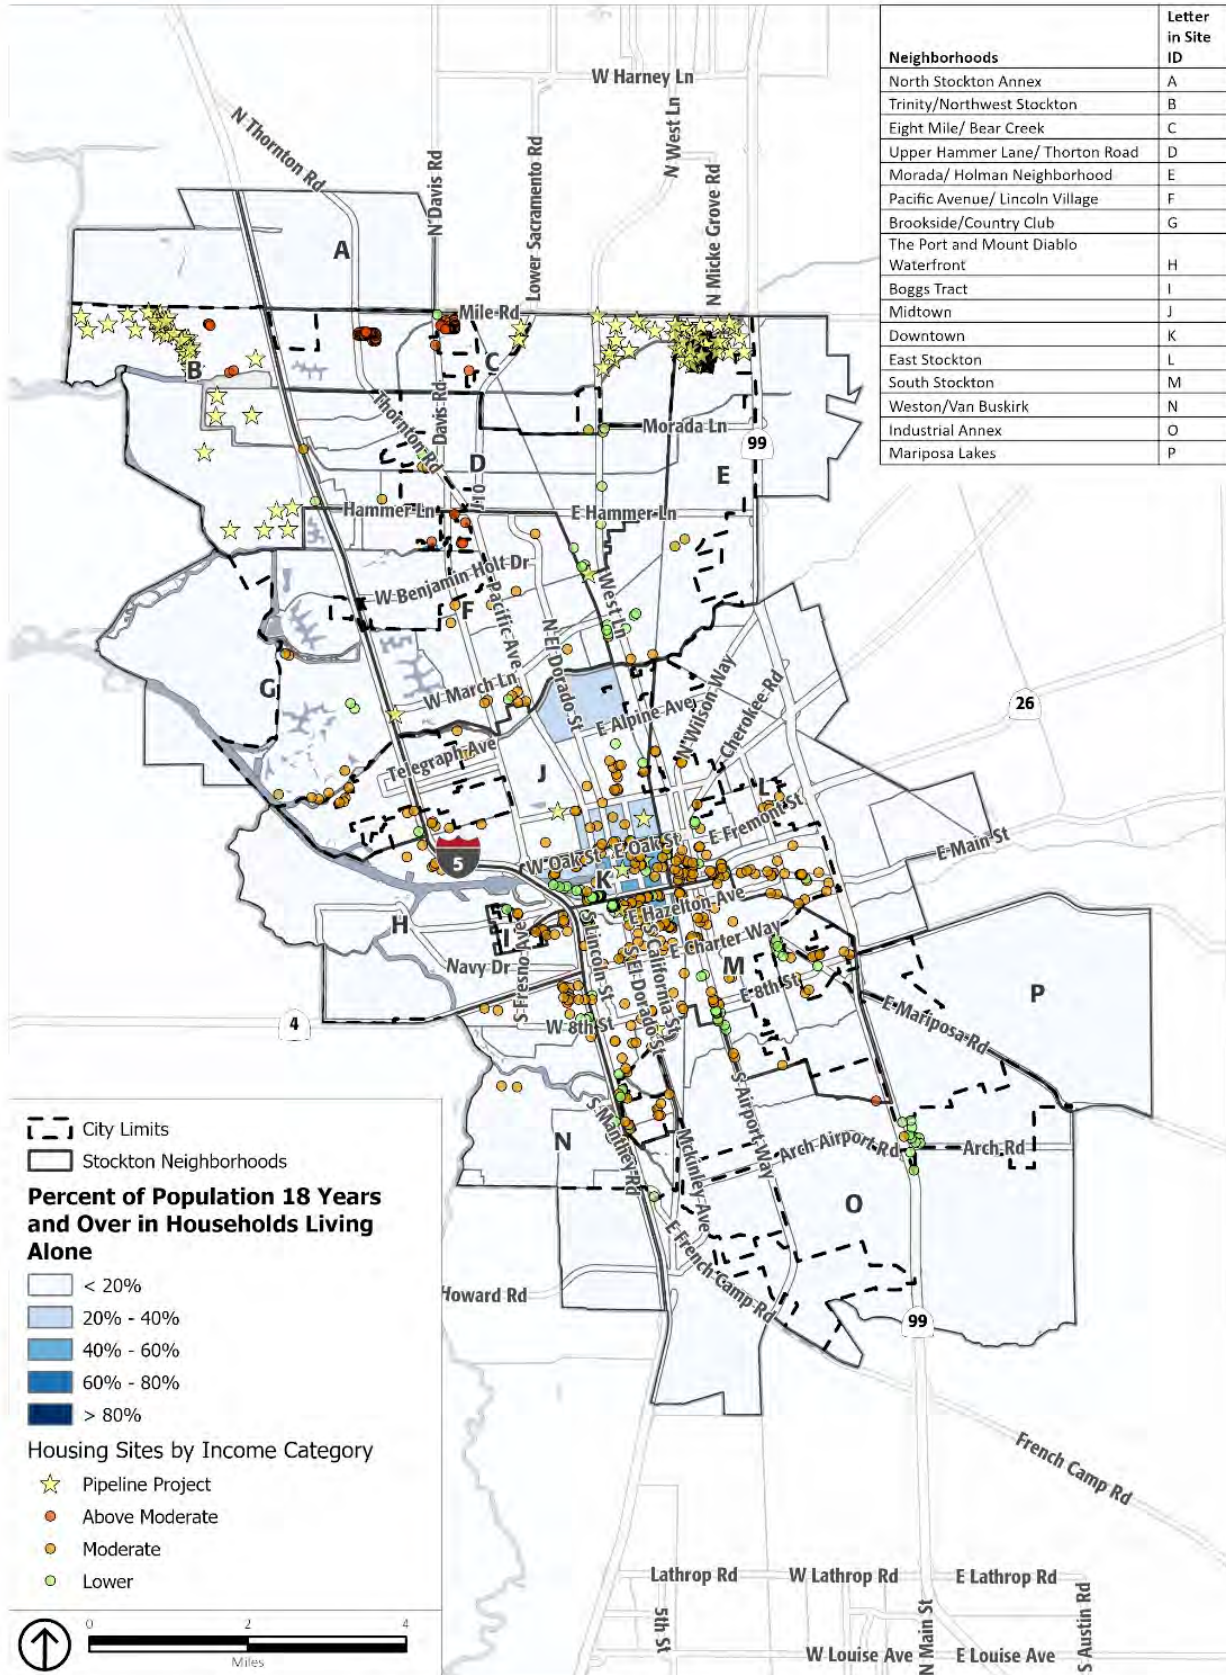 Neighborhoods
Letter
in Site
ID
North Stockton Annex A
Trinity/Northwest Stockton B
Eight Mile/ Bear Creek C
Upper Hammer Lane/ Thorton Road D
Morada/ Holman Neighborhood E
Pacific Avenue/ Lincoln Village F
Brookside/Country Club G
The Port and Mount Diablo
Waterfront H
Boggs Tract I
Midtown J
Downtown K
East Stockton L
South Stockton M
Weston/Van Buskirk N
Industrial Annex O
Mariposa Lakes P
W Harney Ln
N Thornton Rd
N Davis Rd
Lower Sacramento Rd
N West Ln
N Micke Grove Rd
A
Mile Rd
B
C
Thornton Rd
Davis Rd
Morada Ln
99
D
E
J10
Hammer Ln
E Hammer Ln
W Benjamin Holt Dr
F
Pacific Ave
N El Dorado St
West Ln
G
W March Ln
E Alpine Ave
N Wilson Way
Cherokee Rd
26
Telegraph Ave
J
L
E Fremont St
E Main St
5
W Oak St
E Oak St
K
E Hazelton Ave
H
I
Navy Dr
S Fresno Ave
S Lincoln St
S El Dorado St
S California St
E Charter Way
M
E 8th St
P
E Mariposa Rd
4
W 8th St
S Airport Way
N
S Manthey Rd
Mckinley Ave
Arch Airport Rd
Arch Rd
O
E French Camp Rd
Howard Rd
99
French Camp Rd
Lathrop Rd
W Lathrop Rd
E Lathrop Rd
5th St
N Main St
S Austin Rd
W Louise Ave
E Louise Ave
City Limits
Stockton Neighborhoods
Percent of Population 18 Years
and Over in Households Living
Alone
< 20%
20% - 40%
40% - 60%
60% - 80%
> 80%
Housing Sites by Income Category
Pipeline Project
Above Moderate
Moderate
Lower
0 2 4
Miles